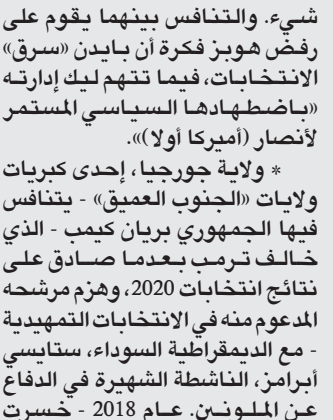 شيء. والتنافس بينهما يقوم على
رفض هوبز فكرة أن بايدن «سرق»
الانتخابات، فيما تتهم ليك إدارته
«باضطهادها السياسي المستمر
لأنصار (أميركا أولا)».
* ولاية جورجيا، إحدى كبريات
ولايات «الجنوب العميق» - يتنافس
فيها الجمهوري بريان كيمب - الذي
خالف ترمب بعدما صادق على
نتائج انتخابات 2020، وهزم مرشحه
المدعوم منه في الانتخابات التمهيدية
- مع الديمقراطية السوداء، ستايسي
أبرامز، الناشطة الشهيرة في الدفاع
عن الملونين. عام 2018 - خسرت